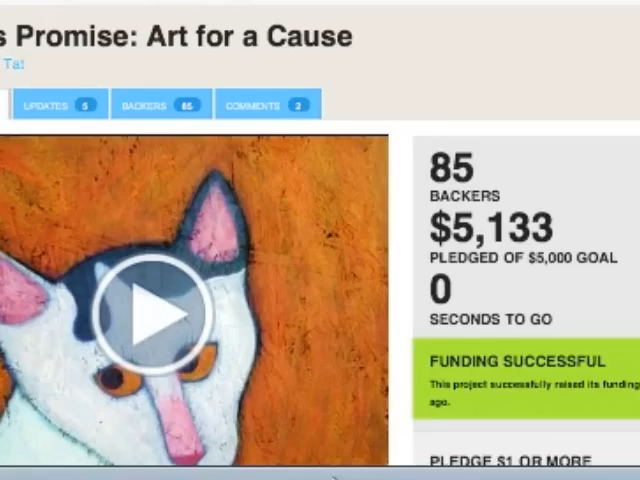 s Promise: Art for a Cause
Tat
UPDATES 5
BACKERS 85
COMMENTS 2
85
BACKERS
$5,133
PLEDGED OF $5,000 GOAL
0
SECONDS TO GO
FUNDING SUCCESSFUL
This project successfully raised its funding
ago.
PLEDGE $1 OR MORE